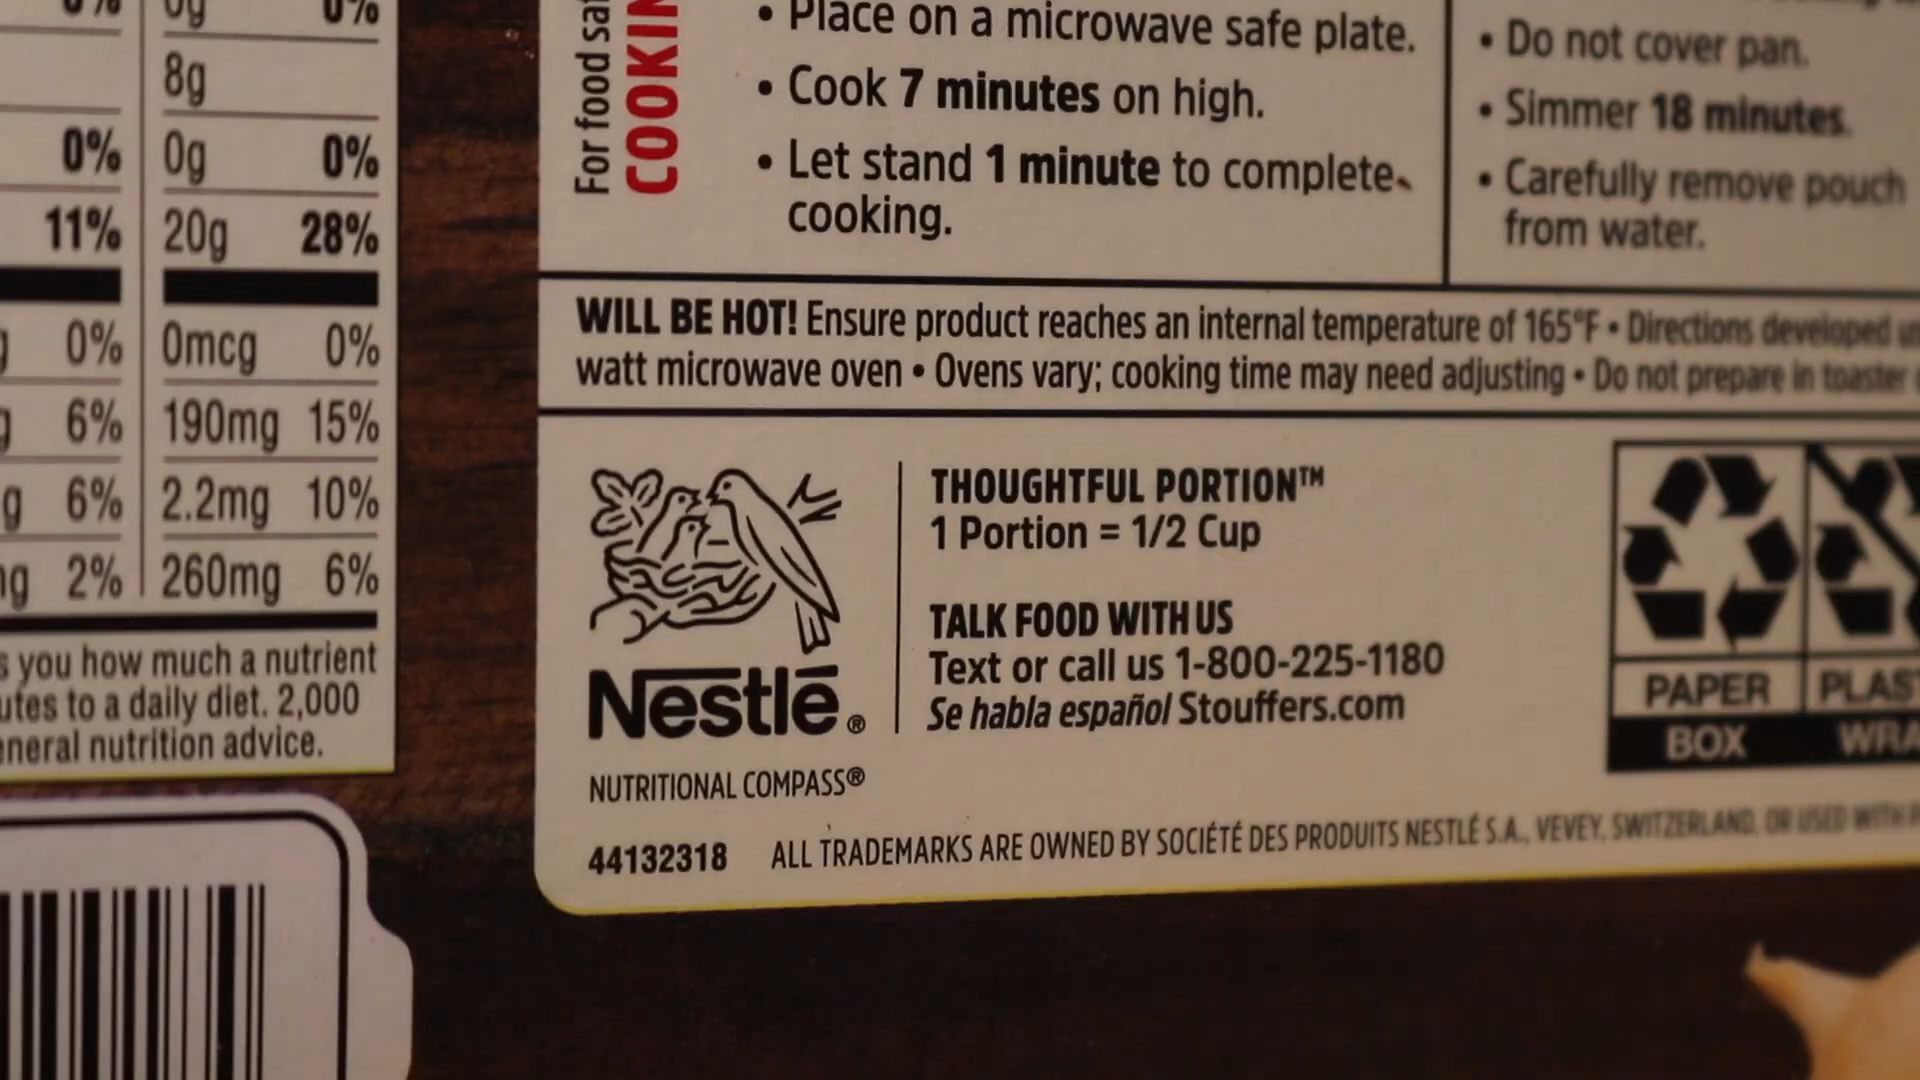 0g 0%
8g
0% 0g 0%
11% 20g 28%
0% 0mcg 0%
6% 190mg 15%
g 6% 2.2mg 10%
2% 260mg 6%
you how much a nutrient
to a daily diet. 2,000
nutrition advice.
For food
COOKIN
• Place on a microwave safe plate.
• Cook 7 minutes on high.
• Let stand 1 minute to complete
cooking.
• Do not cover pan.
• Simmer 18 minutes.
• Carefully remove pouch
from water.
WILL BE HOT! Ensure product reaches an internal temperature of 165°F • Directions developed
watt microwave oven • Ovens vary; cooking time may need adjusting • Do not prepare in toaster
Nestlé®
NUTRITIONAL COMPASS®
THOUGHTFUL PORTION™
1 Portion = 1/2 Cup
TALK FOOD WITH US
Text or call us 1-800-225-1180
Se habla español Stouffers.com
PAPER
BOX
PLAS
WRA
44132318 ALL TRADEMARKS ARE OWNED BY SOCIÉTÉ DES PRODUITS NESTLÉ S.A., VEVEY, SWITZERLAND, OR USED WITH